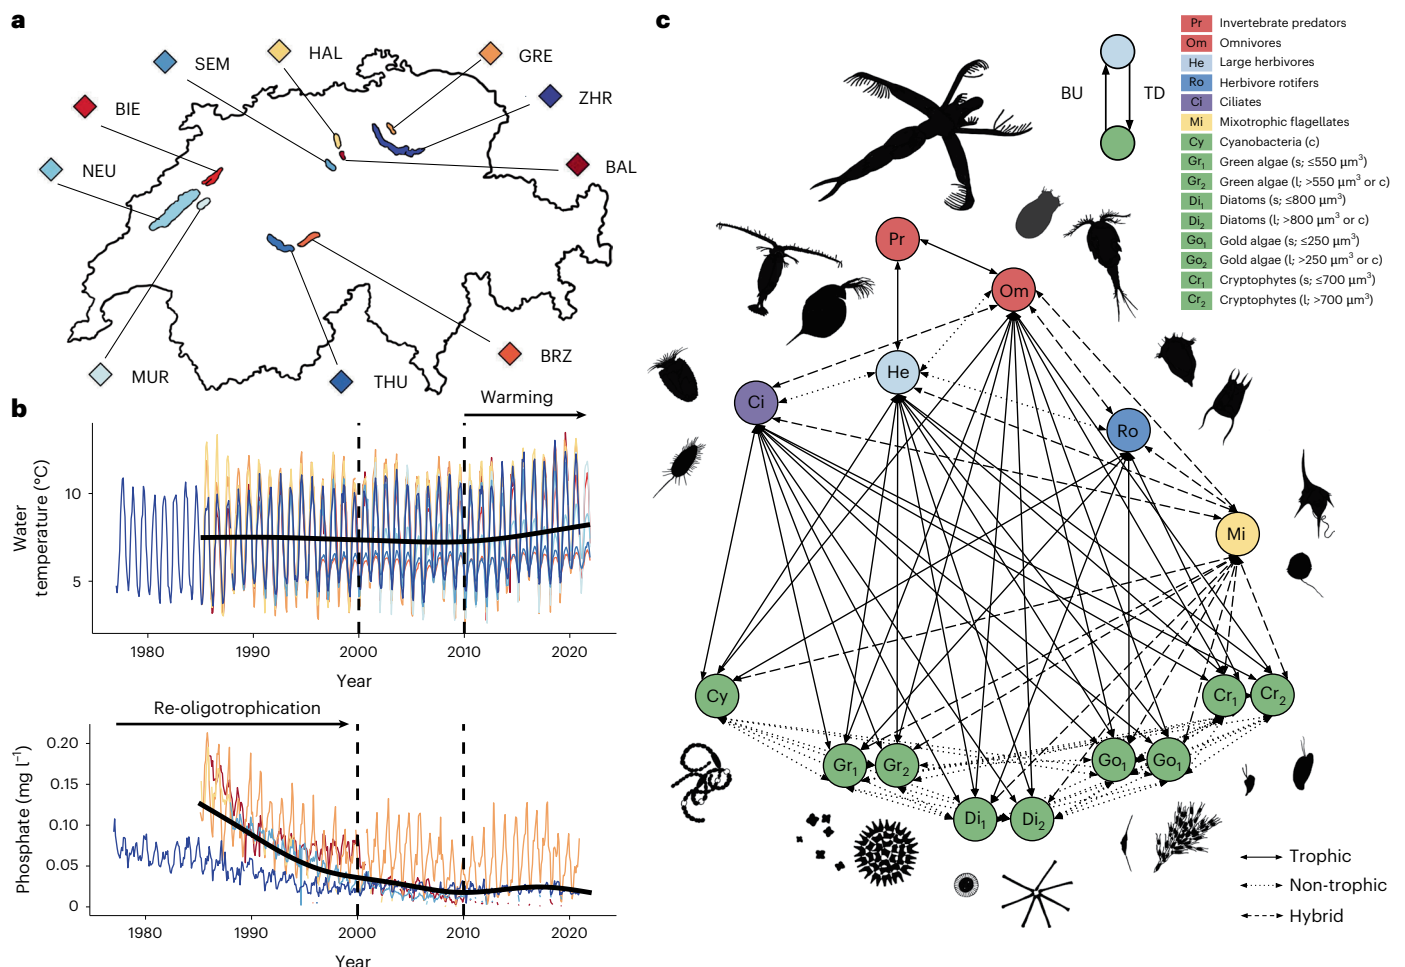 a
SEM
HAL
GRE
BIE
ZHR
NEU
BAL
MUR
THU
BRZ
b
Warming
Water
temperature (°C)
10
5
1980
1990
2000
2010
2020
Year
Re-oligotrophication
Phosphate (mg l⁻¹)
0.20
0.15
0.10
0.05
0
1980
1990
2000
2010
2020
Year
c
BU
TD
Pr Invertebrate predators
Om Omnivores
He Large herbivores
Ro Herbivore rotifers
Ci Ciliates
Mi Mixotrophic flagellates
Cy Cyanobacteria (c)
Gr₁ Green algae (s; ≤550 μm³)
Gr₂ Green algae (l; >550 μm³ or c)
Di₁ Diatoms (s; ≤800 μm³)
Di₂ Diatoms (l; >800 μm³ or c)
Go₁ Gold algae (s; ≤250 μm³)
Go₂ Gold algae (l; >250 μm³ or c)
Cr₁ Cryptophytes (s; ≤700 μm³)
Cr₂ Cryptophytes (l; >700 μm³)
Pr
Om
He
Ci
Ro
Mi
Cy
Cr₁
Cr₂
Gr₁
Gr₂
Go₁
Go₁
Di₁
Di₂
Trophic
Non-trophic
Hybrid